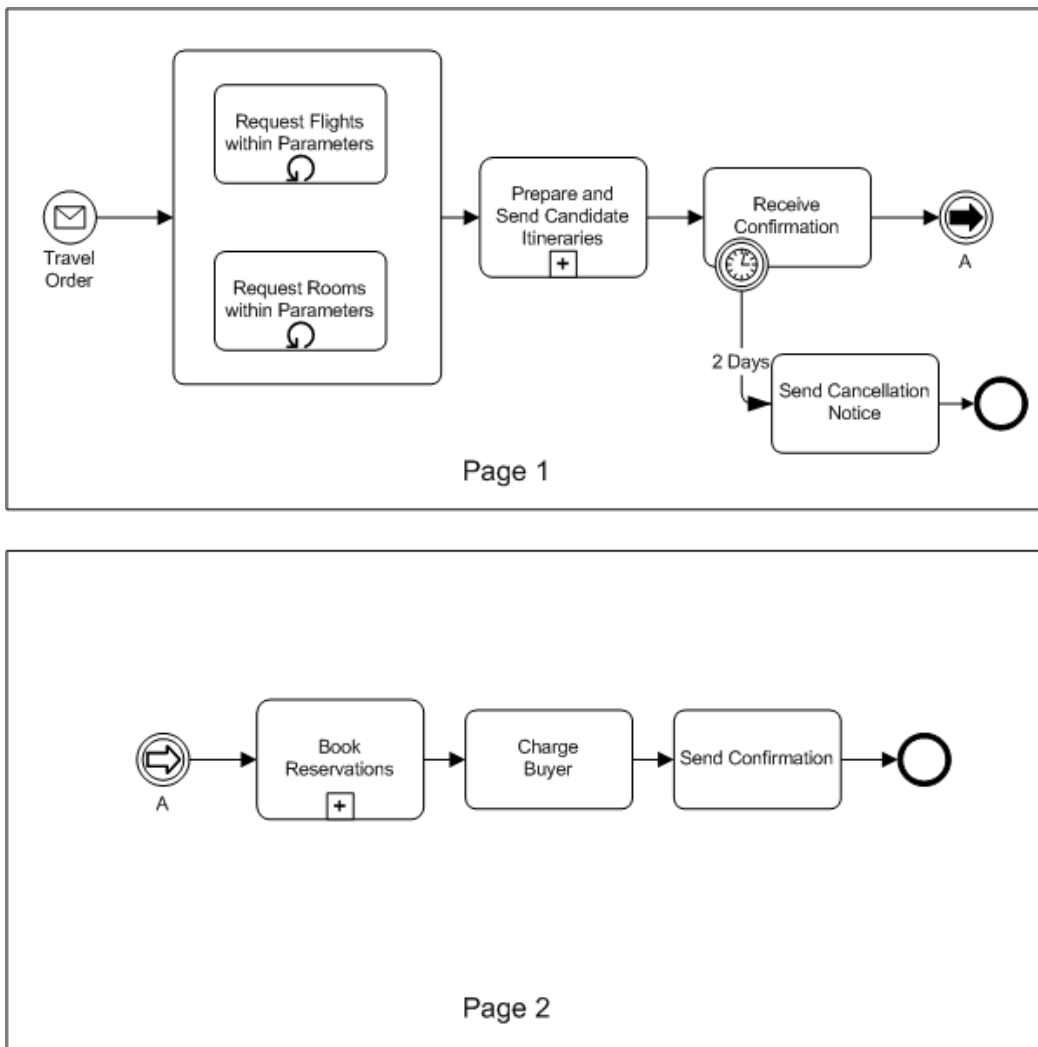 Request Flights
within Parameters
Travel
Order
Request Rooms
within Parameters
Prepare and
Send Candidate
Itineraries
+
Receive
Confirmation
A
2 Days
Send Cancellation
Notice
Page 1
A
Book
Reservations
+
Charge
Buyer
Send Confirmation
Page 2